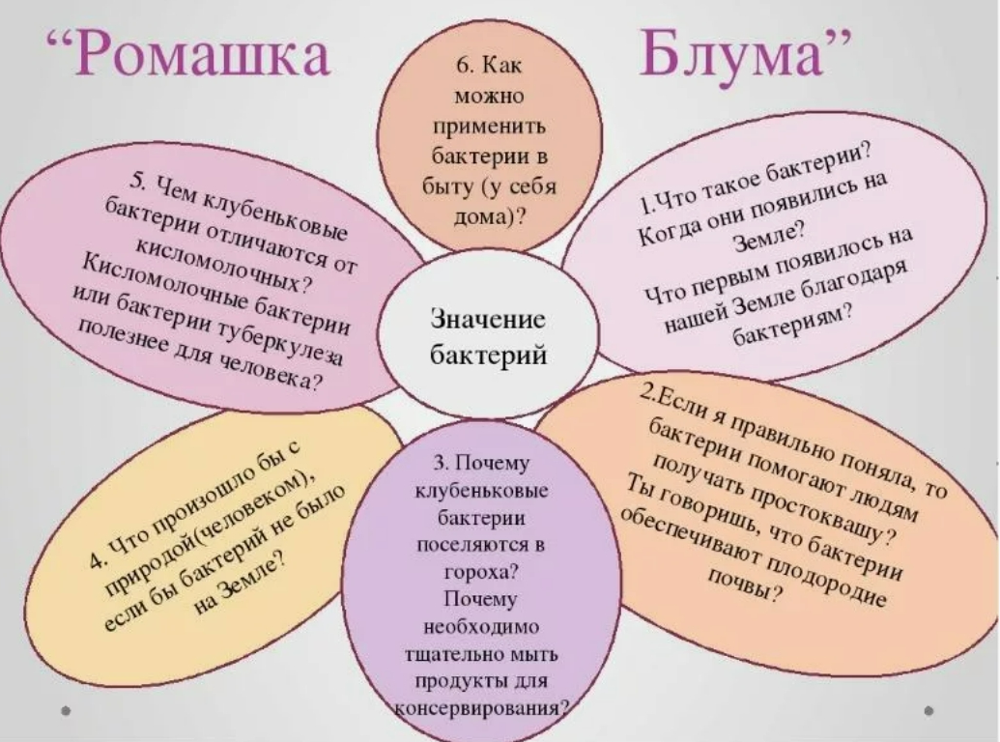 “Ромашка Блума”
6. Как
можно
применить
бактерии в
быту (у себя
дома)?
1.Что такое бактерии?
Когда они появились на
Земле?
Что первым появилось на
нашей Земле благодаря
бактериям?
2.Если я правильно поняла, то
бактерии помогают людям
получать простоквашу?
Ты говоришь, что бактерии
обеспечивают плодородие
почвы?
3. Почему
клубеньковые
бактерии
поселяются в
гороха?
Почему
необходимо
тщательно мыть
продукты для
консервирования?
4. Что произошло бы с
природой(человеком),
если бы бактерий не было
на Земле?
5. Чем клубеньковые
бактерии отличаются от
кисломолочных?
Кисломолочные бактерии
или бактерии туберкулеза
полезнее для человека?
Значение
бактерий